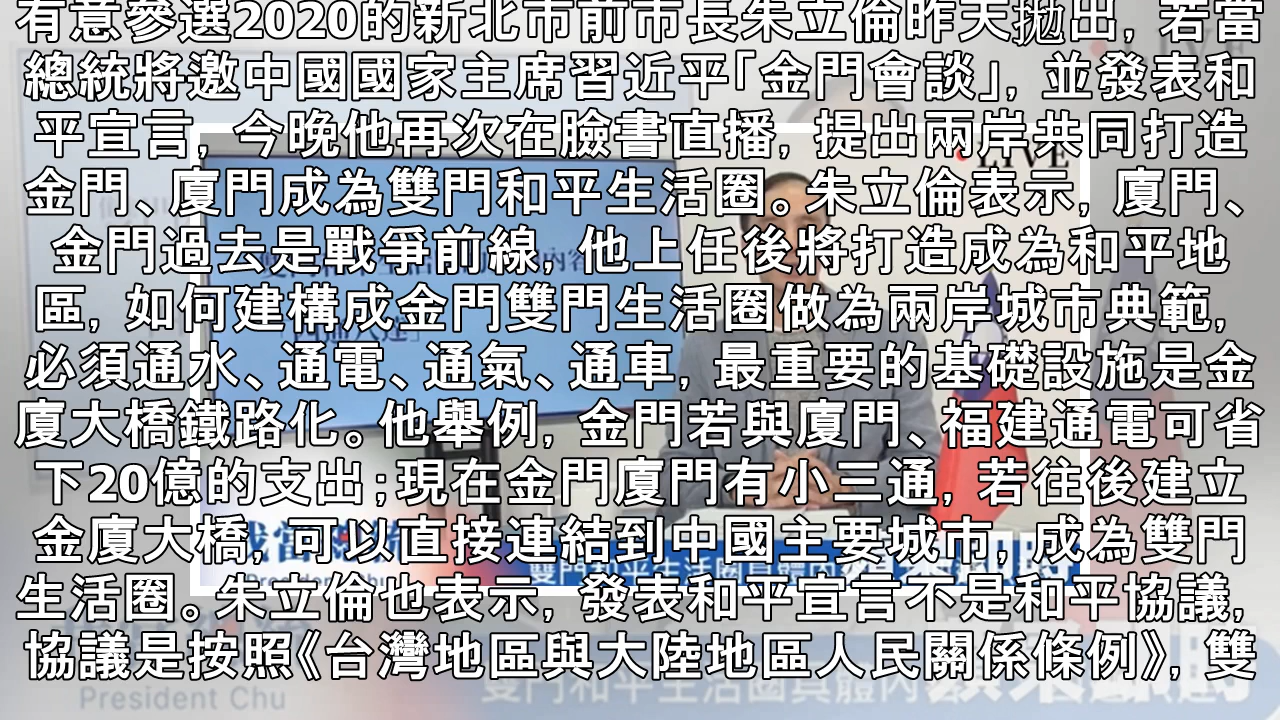 有意參選2020的新北市前市長朱立倫昨天拋出, 若當
總統將邀中國國家主席習近平「金門會談」, 並發表和
平宣言, 今晚他再次在臉書直播, 提出兩岸共同打造
金門、廈門成為雙門和平生活圈。朱立倫表示, 廈門、
金門過去是戰爭前線, 他上任後將打造成為和平地
區, 如何建構成金門雙門生活圈做為兩岸城市典範,
必須通水、通電、通氣、通車, 最重要的基礎設施是金
廈大橋鐵路化。他舉例, 金門若與廈門、福建通電可省
下20億的支出；現在金門廈門有小三通, 若往後建立
金廈大橋, 可以直接連結到中國主要城市, 成為雙門
生活圈。朱立倫也表示, 發表和平宣言不是和平協議,
協議是按照《台灣地區與大陸地區人民關係條例》, 雙
LIVE
President Chu
雙門和平生活圈具體內